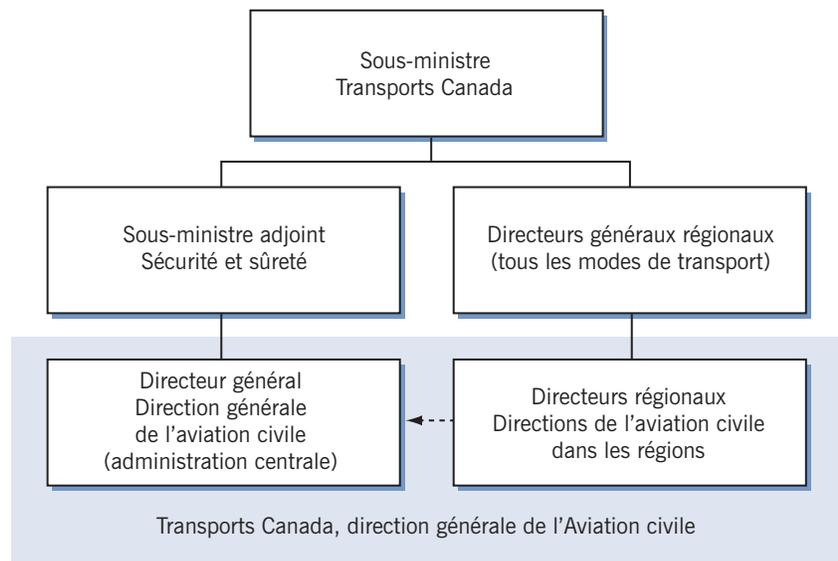 Sous-ministre
Transports Canada
Sous-ministre adjoint
Sécurité et sûreté
Directeurs généraux régionaux
(tous les modes de transport)
Directeur général
Direction générale
de l'aviation civile
(administration centrale)
Directeurs régionaux
Directions de l'aviation civile
dans les régions
Transports Canada, direction générale de l'Aviation civile